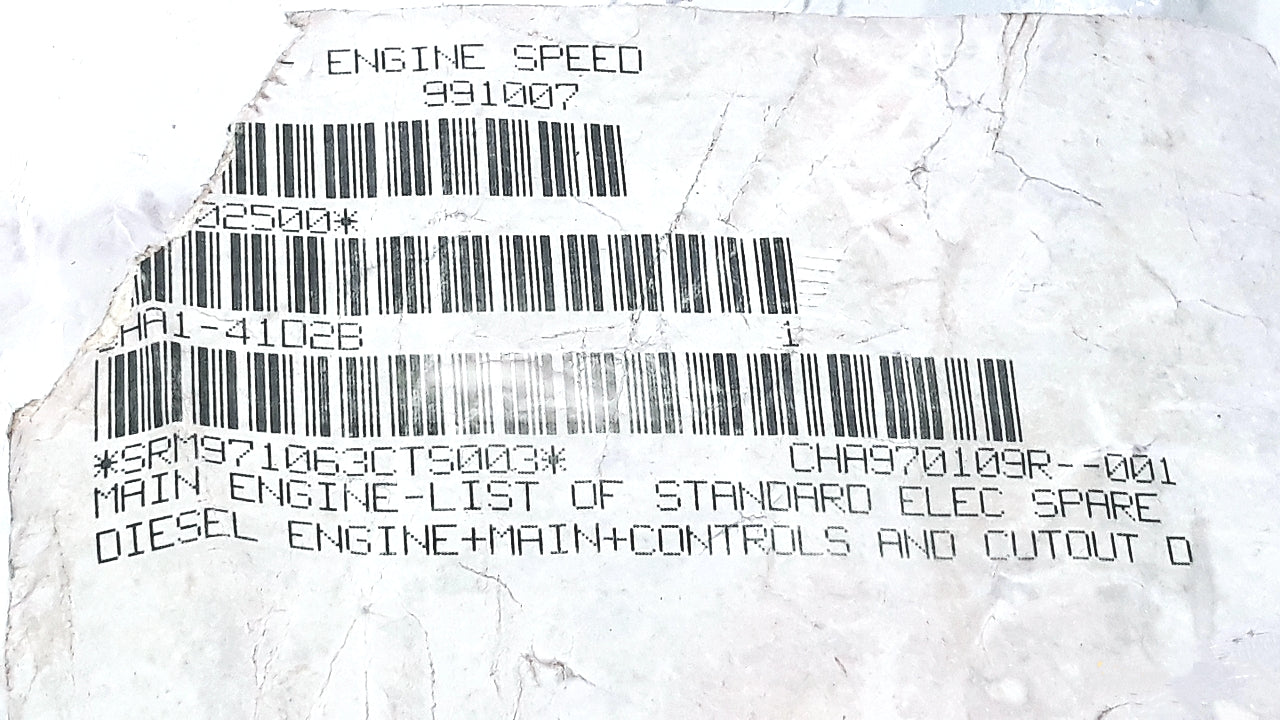 - ENGINE SPEED
991007
02500*
HA1-41D2B 1
*SRM971063CTS003* CHA970109R--001
MAIN ENGINE-LIST OF STANDARD ELEC SPARE
DIESEL ENGINE+MAIN+CONTROLS AND CUTOUT D